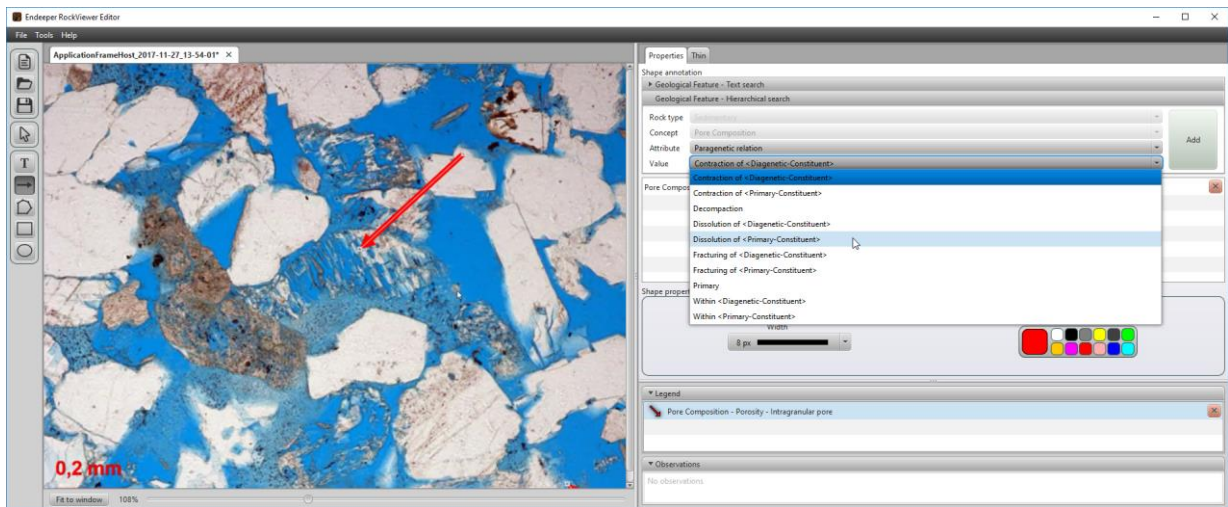 Endeeper RockViewer Editor
File Tools Help
ApplicationFrameHost_2017-11-27_13-54-01* ×
T
0,2 mm
Fit to window 108%
Properties Thin
Shape annotation
Geological Feature - Text search
Geological Feature - Hierarchical search
Rock type Sedimentary
Concept Pore Composition
Attribute Paragenetic relation
Value Contraction of <Diagenetic-Constituent>
Add
Contraction of <Diagenetic-Constituent>
Contraction of <Primary-Constituent>
Decompaction
Dissolution of <Diagenetic-Constituent>
Dissolution of <Primary-Constituent>
Fracturing of <Diagenetic-Constituent>
Fracturing of <Primary-Constituent>
Primary
Within <Diagenetic-Constituent>
Within <Primary-Constituent>
Pore Compos
Shape propert
Width
8 px
Legend
Pore Composition - Porosity - Intragranular pore
Observations
No observations